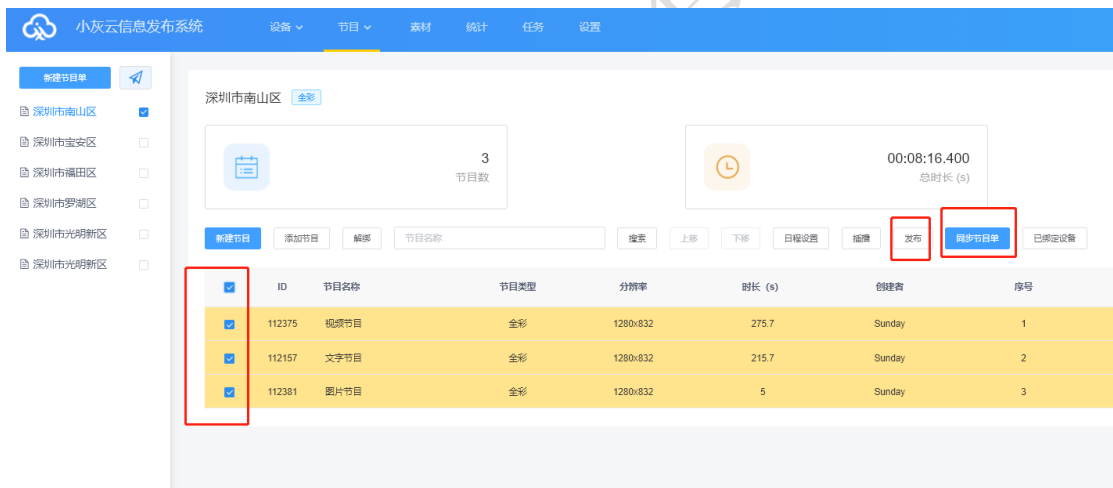 小灰云信息发布系统 设备 节目 素材 统计 任务 设置
新建节目单
深圳市南山区
深圳市宝安区
深圳市福田区
深圳市罗湖区
深圳市光明新区
深圳市光明新区
深圳市南山区 全彩
3
节目数
00:08:16.400
总时长 (s)
新建节目 添加节目 解绑 节目名称 搜索 上移 下移 日程设置 插播 发布 同步节目单 已绑定设备
ID 节目名称 节目类型 分辨率 时长 (s) 创建者 序号
112375 视频节目 全彩 1280x832 275.7 Sunday 1
112157 文字节目 全彩 1280x832 215.7 Sunday 2
112381 图片节目 全彩 1280x832 5 Sunday 3